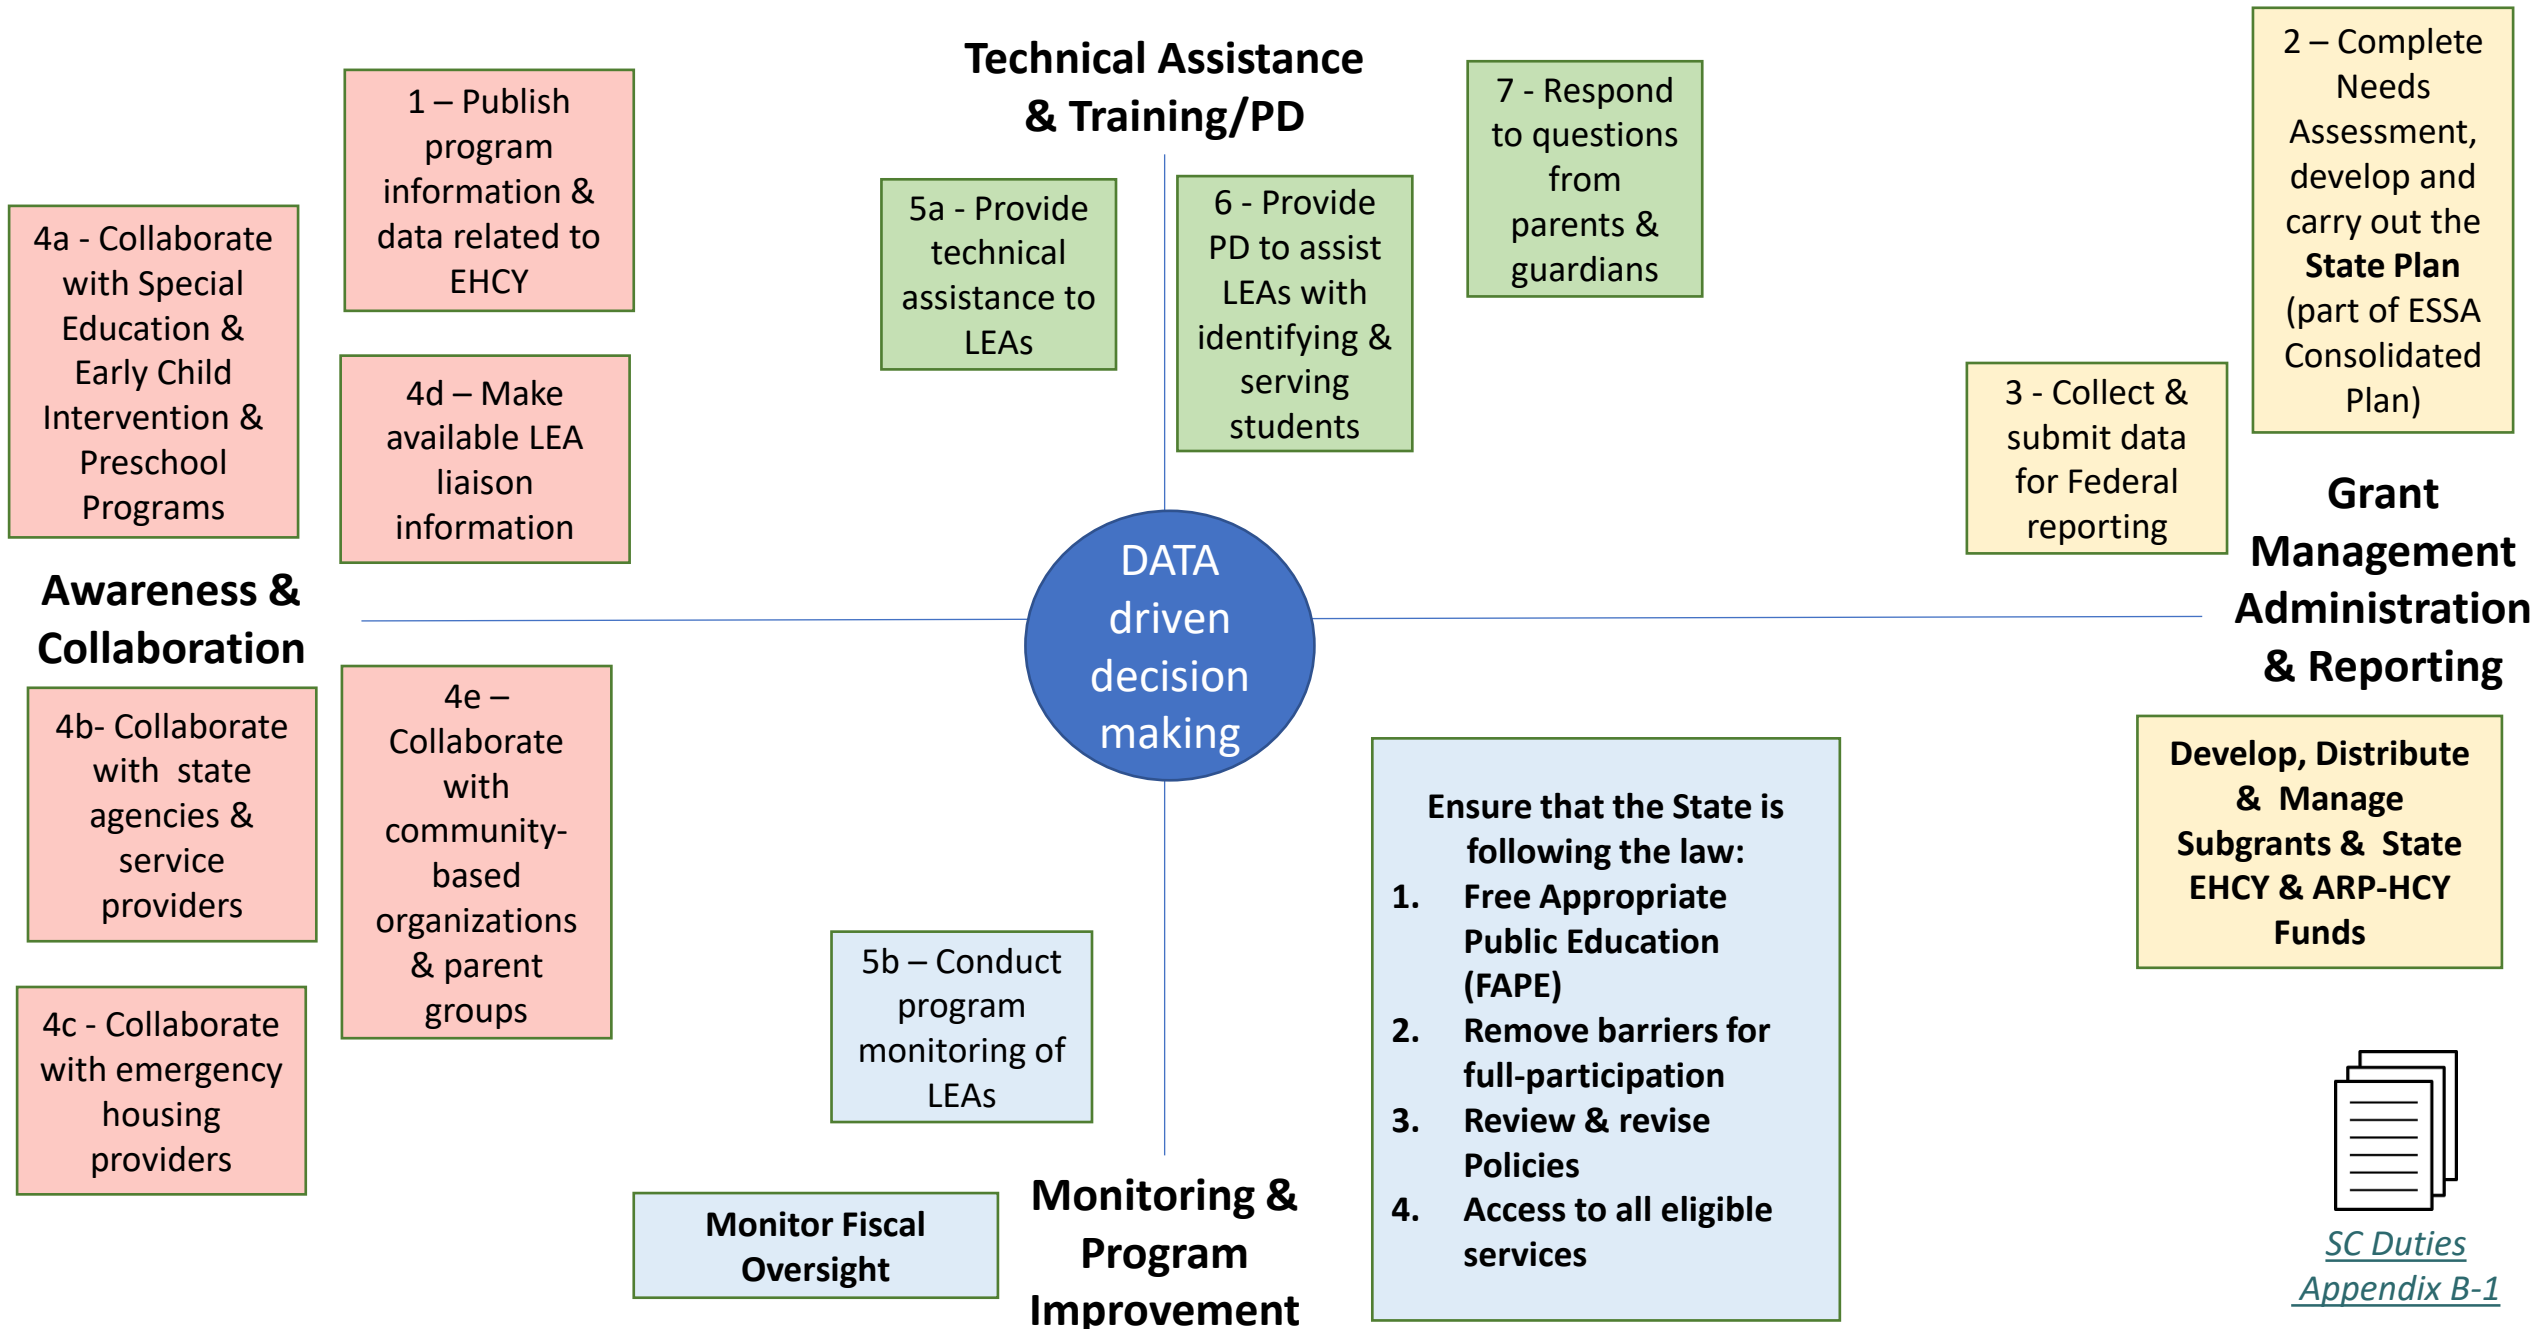 Technical Assistance
& Training/PD
1 – Publish
program
information &
data related to
EHCY
4a - Collaborate
with Special
Education &
Early Child
Intervention &
Preschool
Programs
4d – Make
available LEA
liaison
information
Awareness &
Collaboration
4b- Collaborate
with state
agencies &
service
providers
4e –
Collaborate
with
community-
based
organizations
& parent
groups
4c - Collaborate
with emergency
housing
providers
5a - Provide
technical
assistance to
LEAs
6 - Provide
PD to assist
LEAs with
identifying &
serving
students
7 - Respond
to questions
from
parents &
guardians
DATA
driven
decision
making
2 – Complete
Needs
Assessment,
develop and
carry out the
State Plan
(part of ESSA
Consolidated
Plan)
3 - Collect &
submit data
for Federal
reporting
Grant
Management
Administration
& Reporting
Develop, Distribute
& Manage
Subgrants & State
EHCY & ARP-HCY
Funds
5b – Conduct
program
monitoring of
LEAs
Monitor Fiscal
Oversight
Monitoring &
Program
Improvement
Ensure that the State is
following the law:
1. Free Appropriate
Public Education
(FAPE)
2. Remove barriers for
full-participation
3. Review & revise
Policies
4. Access to all eligible
services
SC Duties
Appendix B-1